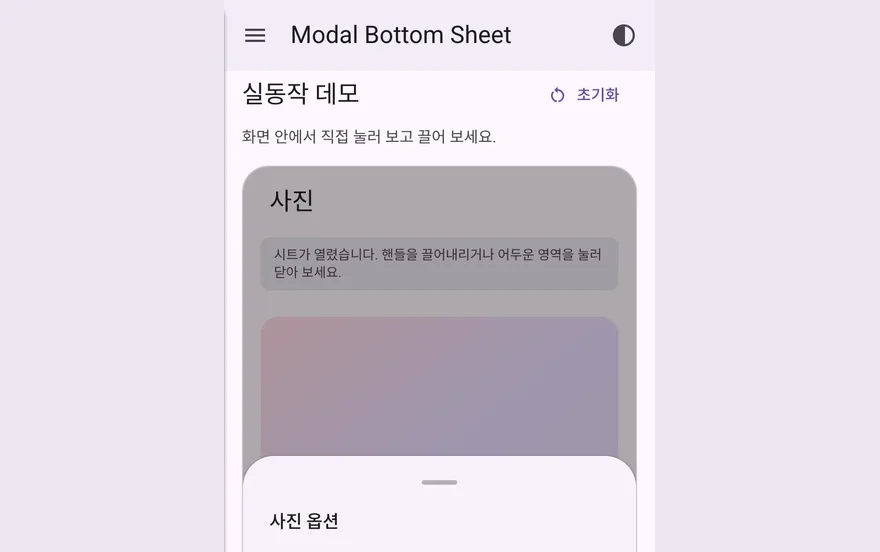 Modal Bottom Sheet
실동작 데모
초기화
화면 안에서 직접 눌러 보고 끌어 보세요.
사진
시트가 열렸습니다. 핸들을 끌어내리거나 어두운 영역을 눌러
닫아 보세요.
사진 옵션